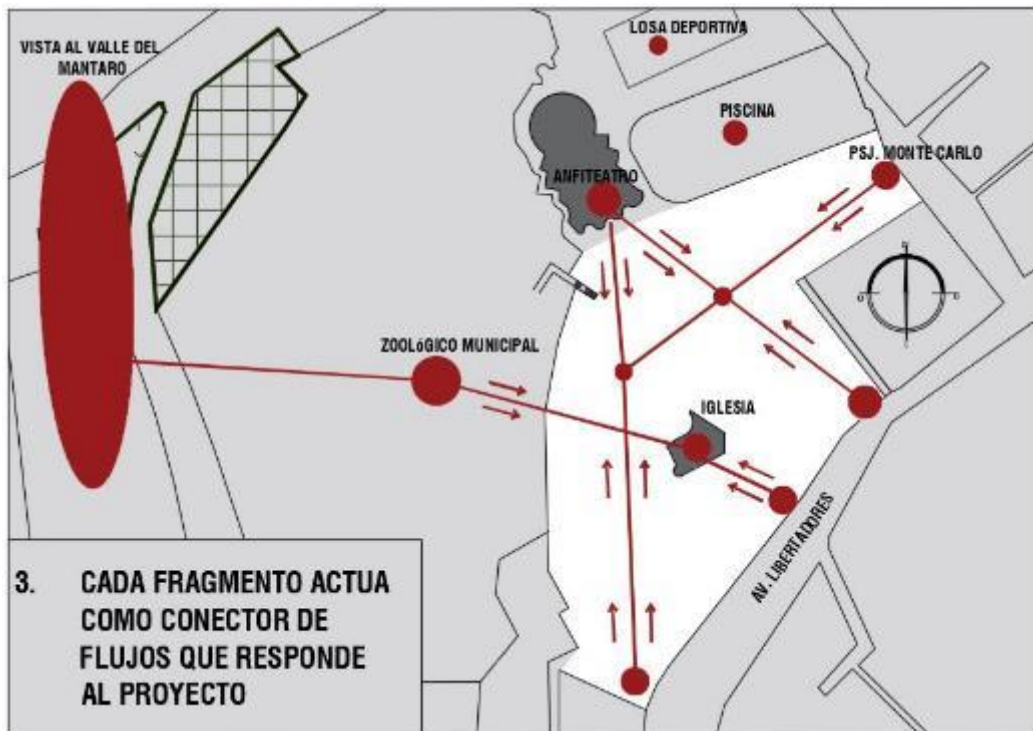 VISTA AL VALLE DEL
MANTARO
LOSA DEPORTIVA
PISCINA
PSJ. MONTE CARLO
ANFITEATRO
ZOOLóGICO MUNICIPAL
IGLESIA
AV. LIBERTADORES
3. CADA FRAGMENTO ACTUA
COMO CONECTOR DE
FLUJOS QUE RESPONDE
AL PROYECTO